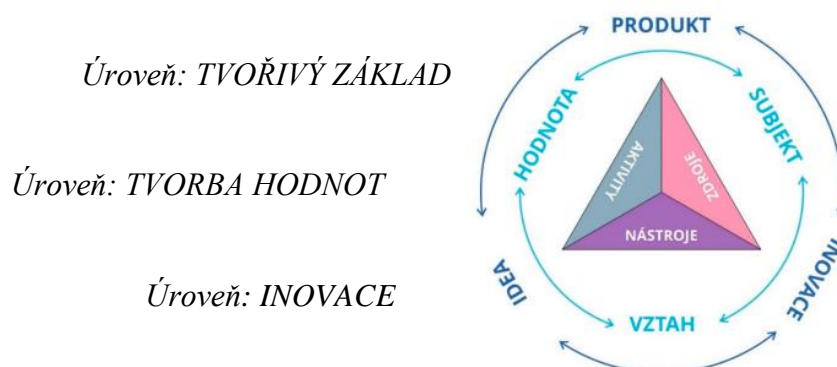 PRODUKT
Úroveň: TVOŘIVÝ ZÁKLAD
HODNOTA
SUBJEKT
AKTIVITY
ZDROJE
Úroveň: TVORBA HODNOT
NÁSTROJE
IDEA
INOVACE
Úroveň: INOVACE
VZTAH